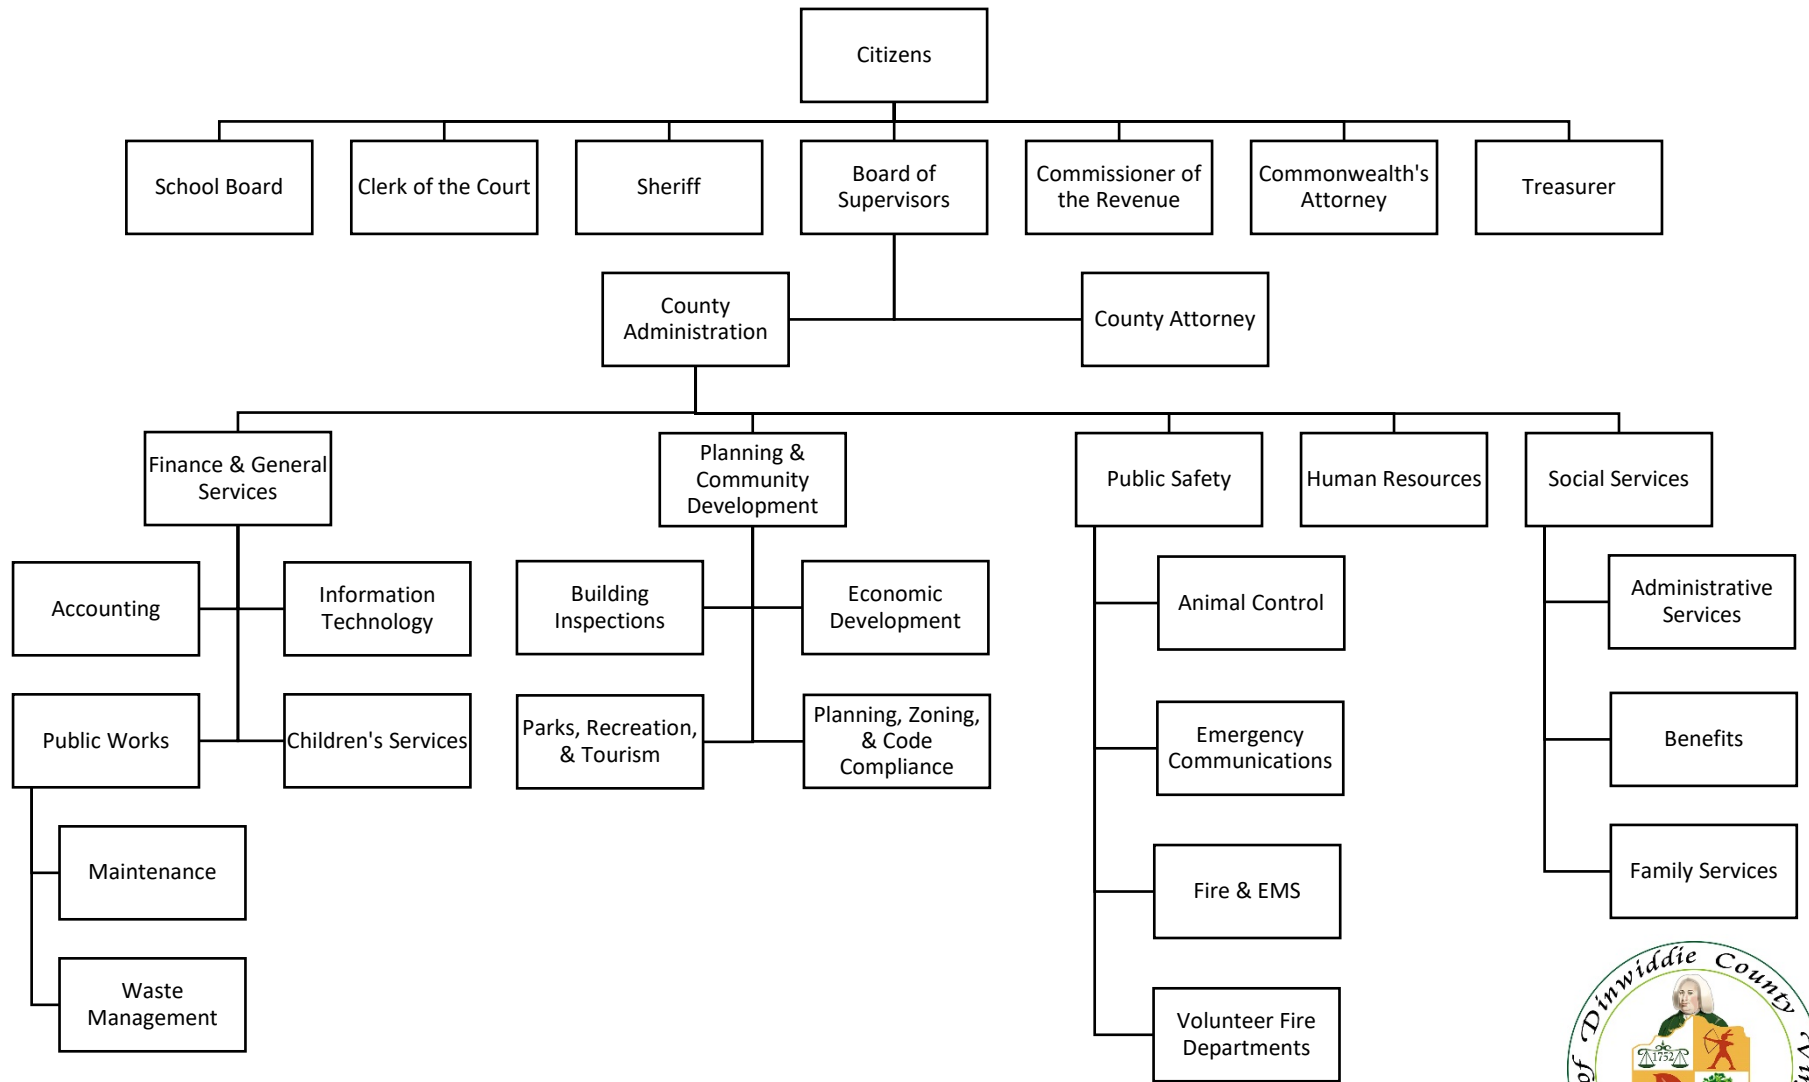 Citizens
School Board
Clerk of the Court
Sheriff
Board of
Supervisors
Commissioner of
the Revenue
Commonwealth's
Attorney
Treasurer
County
Administration
County Attorney
Finance & General
Services
Planning &
Community
Development
Public Safety
Human Resources
Social Services
Accounting
Information
Technology
Building
Inspections
Economic
Development
Animal Control
Administrative
Services
Public Works
Children's Services
Parks, Recreation,
& Tourism
Planning, Zoning,
& Code
Compliance
Emergency
Communications
Benefits
Maintenance
Fire & EMS
Family Services
Waste
Management
Volunteer Fire
Departments
of Dinwiddie County
1752